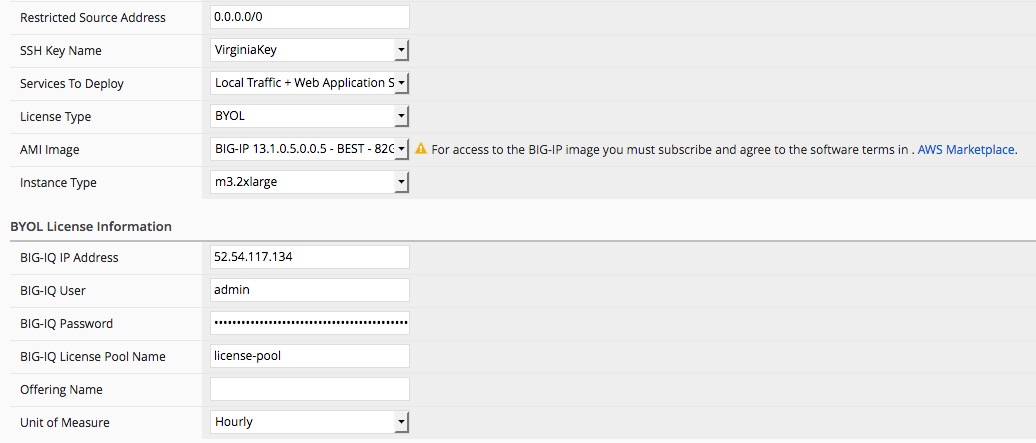 Restricted Source Address 0.0.0.0/0
SSH Key Name VirginiaKey
Services To Deploy Local Traffic + Web Application S
License Type BYOL
AMI Image BIG-IP 13.1.0.5.0.0.5 - BEST - 82G For access to the BIG-IP image you must subscribe and agree to the software terms in . AWS Marketplace.
Instance Type m3.2xlarge
BYOL License Information
BIG-IQ IP Address 52.54.117.134
BIG-IQ User admin
BIG-IQ Password
BIG-IQ License Pool Name license-pool
Offering Name
Unit of Measure Hourly